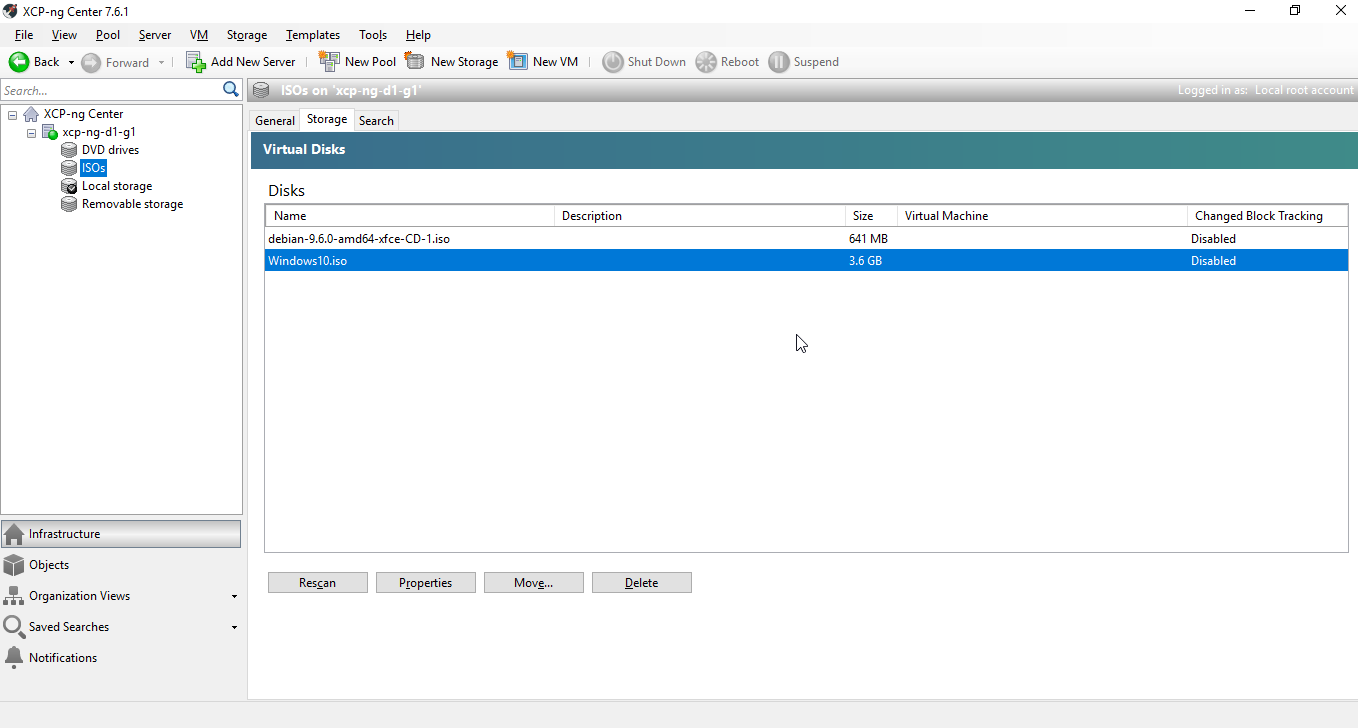 XCP-ng Center 7.6.1
File View Pool Server VM Storage Templates Tools Help
Back Forward Add New Server New Pool New Storage New VM Shut Down Reboot Suspend
Search...
ISOs on 'xcp-ng-d1-g1' Logged in as: Local root account
XCP-ng Center
xcp-ng-d1-g1
DVD drives
ISOs
Local storage
Removable storage
General Storage Search
Virtual Disks
Disks
Name Description Size Virtual Machine Changed Block Tracking
debian-9.6.0-amd64-xfce-CD-1.iso 641 MB Disabled
Windows10.iso 3.6 GB Disabled
Rescan Properties Move... Delete
Infrastructure
Objects
Organization Views
Saved Searches
Notifications